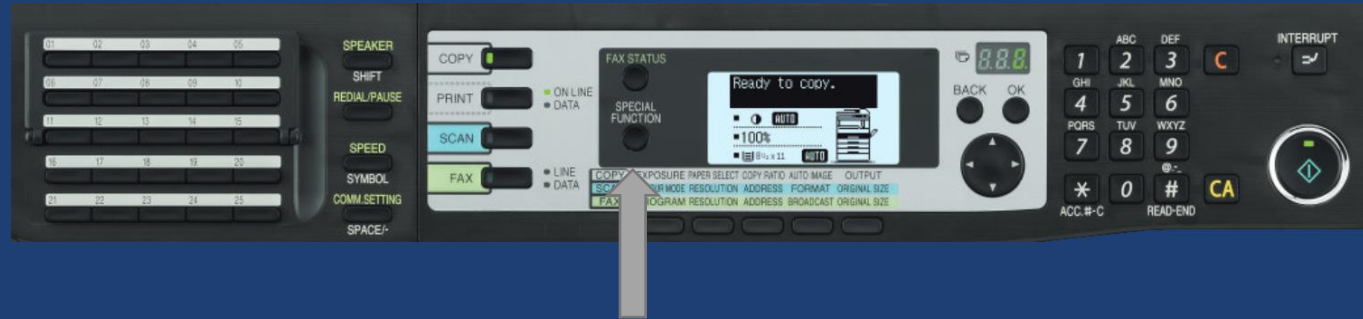 01 02 03 04 05
06 07 08 09 10
11 12 13 14 15
16 17 18 19 20
21 22 23 24 25
SPEAKER
SHIFT
REDIAL/PAUSE
SPEED
SYMBOL
COMM.SETTING
SPACE/-
COPY
PRINT
SCAN
FAX
ON LINE
DATA
LINE
DATA
FAX STATUS
SPECIAL
FUNCTION
Ready to copy.
AUTO
100%
8½ x 11 AUTO
COPY EXPOSURE PAPER SELECT COPY RATIO AUTO IMAGE OUTPUT
RESOLUTION ADDRESS FORMAT ORIGINAL SIZE
FAX RESOLUTION ADDRESS BROADCAST ORIGINAL SIZE
8.8.8.
BACK OK
ABC DEF
1 2 3 C
GHI JKL MNO
4 5 6
PQRS TUV WXYZ
7 8 9
@.-_
* 0 # CA
ACC.#-C READ-END
INTERRUPT